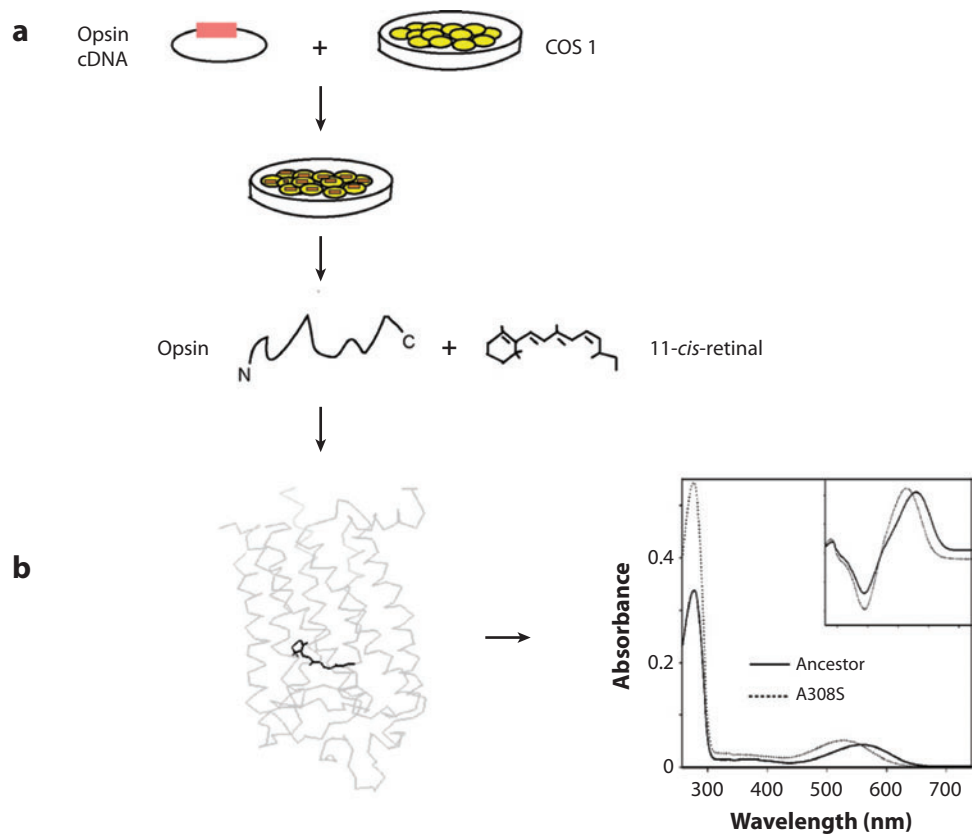 a
Opsin
cDNA
+
COS 1
Opsin
N
C
+
11-cis-retinal
b
Absorbance
0.4
0.2
0
Ancestor
A308S
300 400 500 600 700
Wavelength (nm)